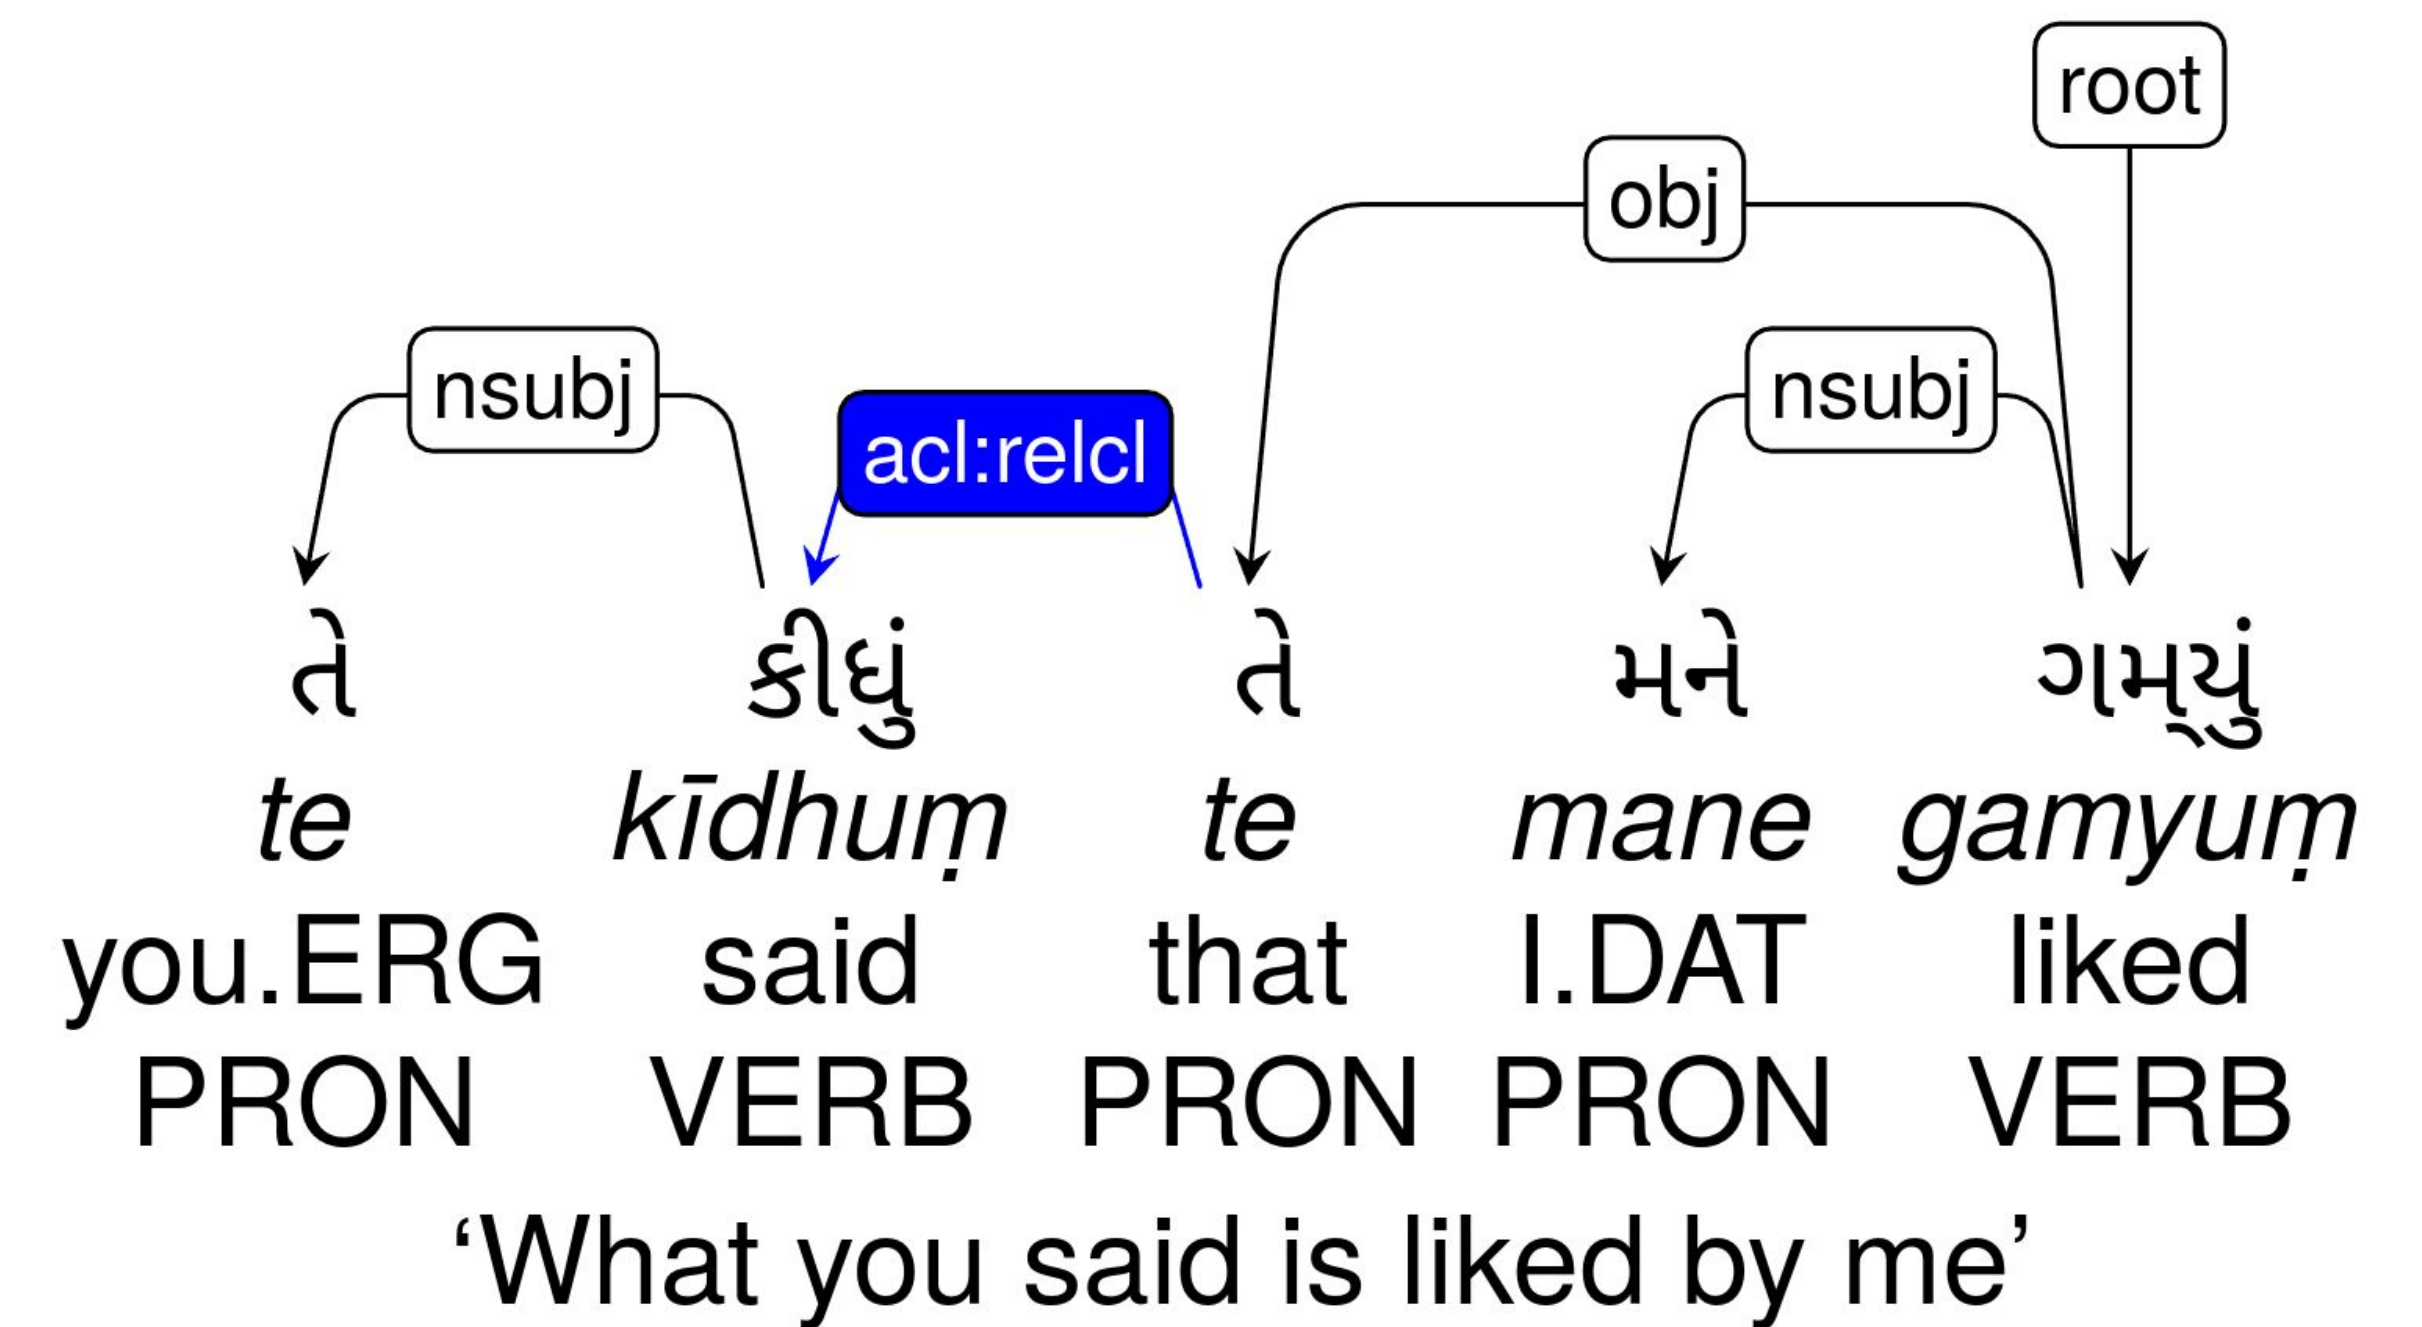 root
obj
nsubj nsubj
acl:relcl
તે કીધું તે મને ગમ્યું
te kīdhuṃ te mane gamyuṃ
you.ERG said that I.DAT liked
PRON VERB PRON PRON VERB
‘What you said is liked by me’